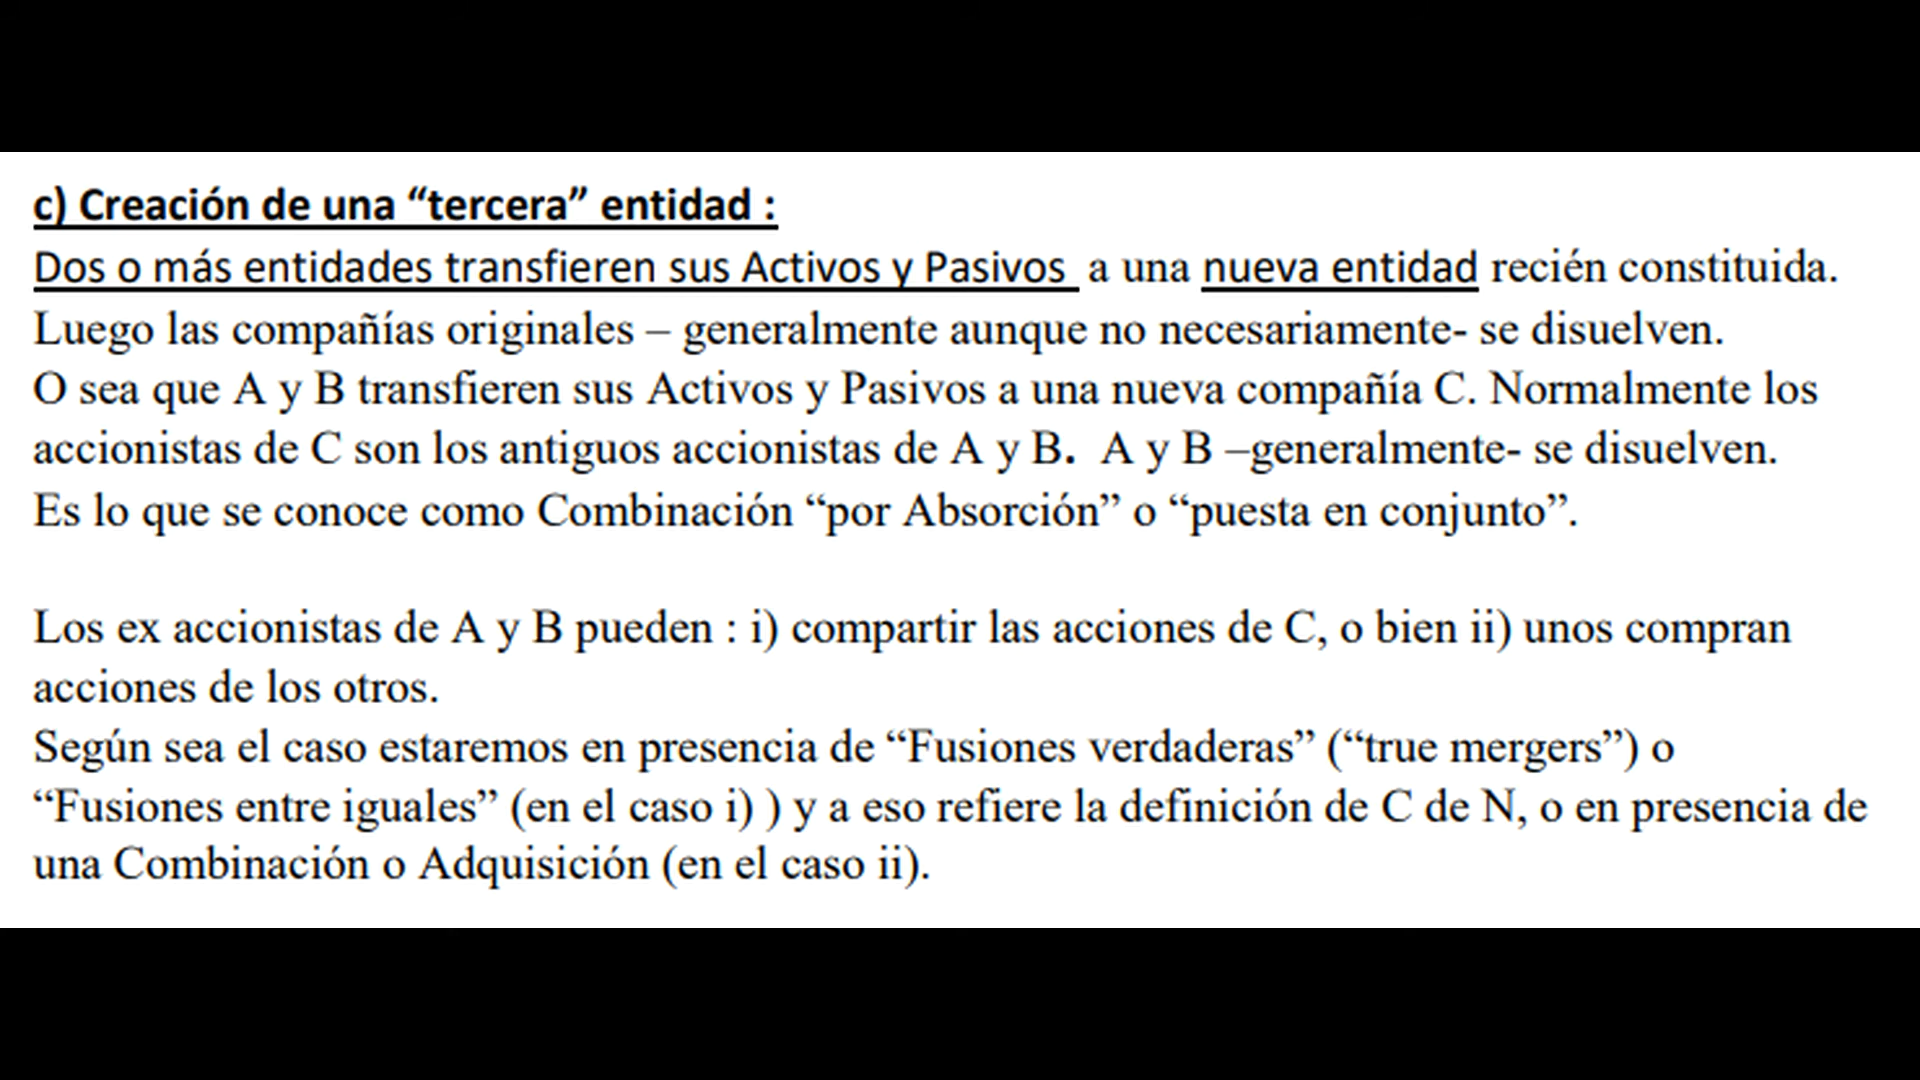 c) Creación de una “tercera” entidad :
Dos o más entidades transfieren sus Activos y Pasivos a una nueva entidad recién constituida.
Luego las compañías originales – generalmente aunque no necesariamente- se disuelven.
O sea que A y B transfieren sus Activos y Pasivos a una nueva compañía C. Normalmente los
accionistas de C son los antiguos accionistas de A y B. A y B –generalmente- se disuelven.
Es lo que se conoce como Combinación “por Absorción” o “puesta en conjunto”.
Los ex accionistas de A y B pueden : i) compartir las acciones de C, o bien ii) unos compran
acciones de los otros.
Según sea el caso estaremos en presencia de “Fusiones verdaderas” (“true mergers”) o
“Fusiones entre iguales” (en el caso i) ) y a eso refiere la definición de C de N, o en presencia de
una Combinación o Adquisición (en el caso ii).